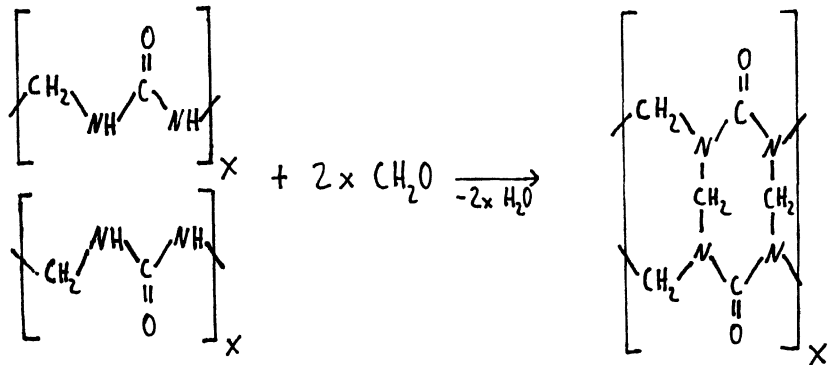 O
CH₂ C
NH NH
x
+ 2x CH₂O
-2x H₂O
NH NH
CH₂ C
O
x
O
CH₂ C
N N
CH₂ CH₂
N N
CH₂ C
O
x